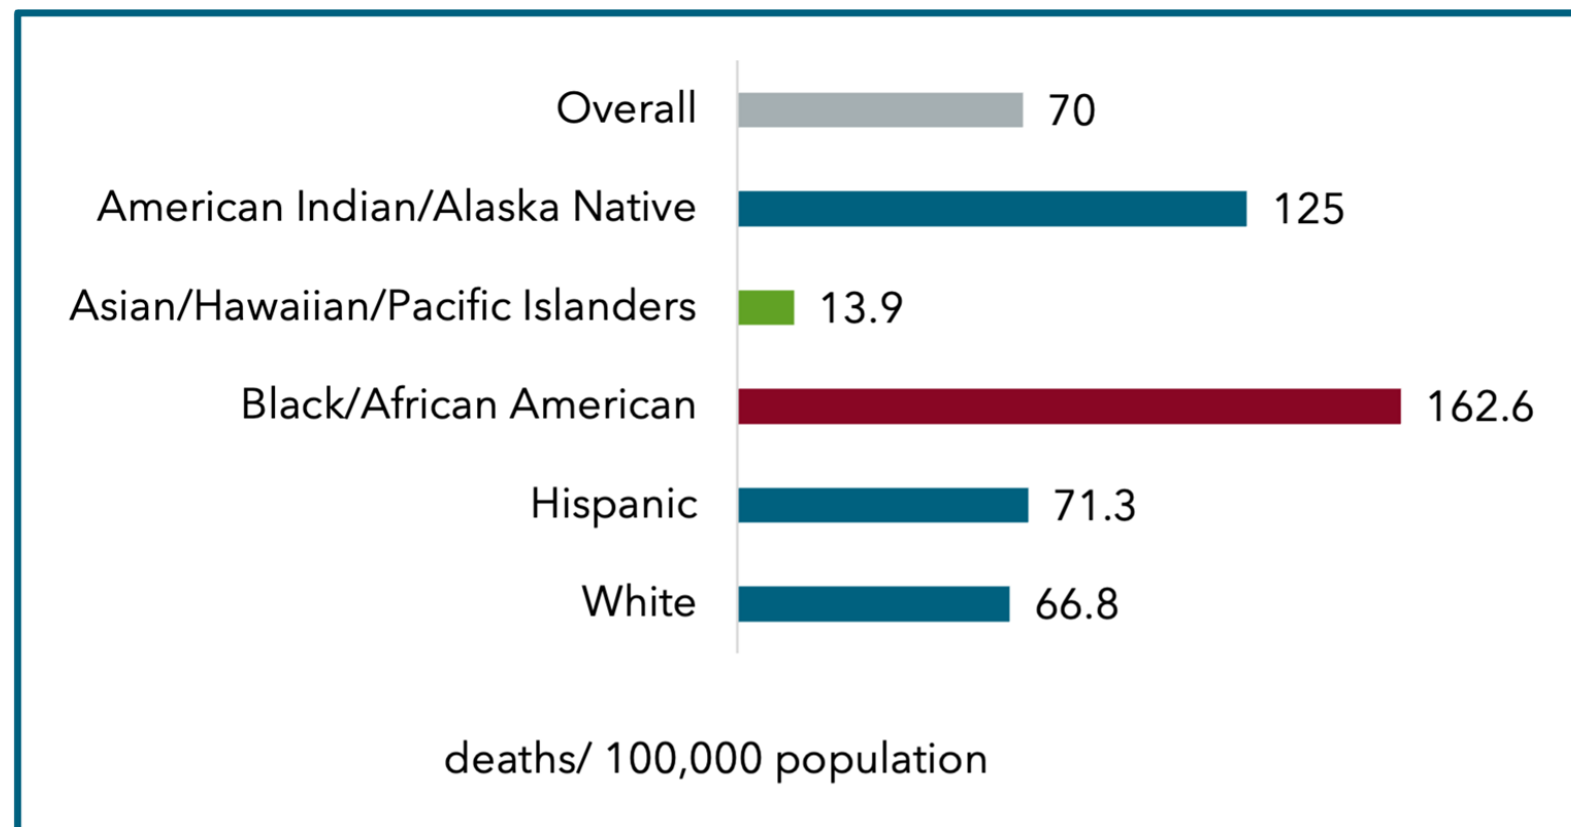 Overall 70
American Indian/Alaska Native 125
Asian/Hawaiian/Pacific Islanders 13.9
Black/African American 162.6
Hispanic 71.3
White 66.8
deaths/ 100,000 population